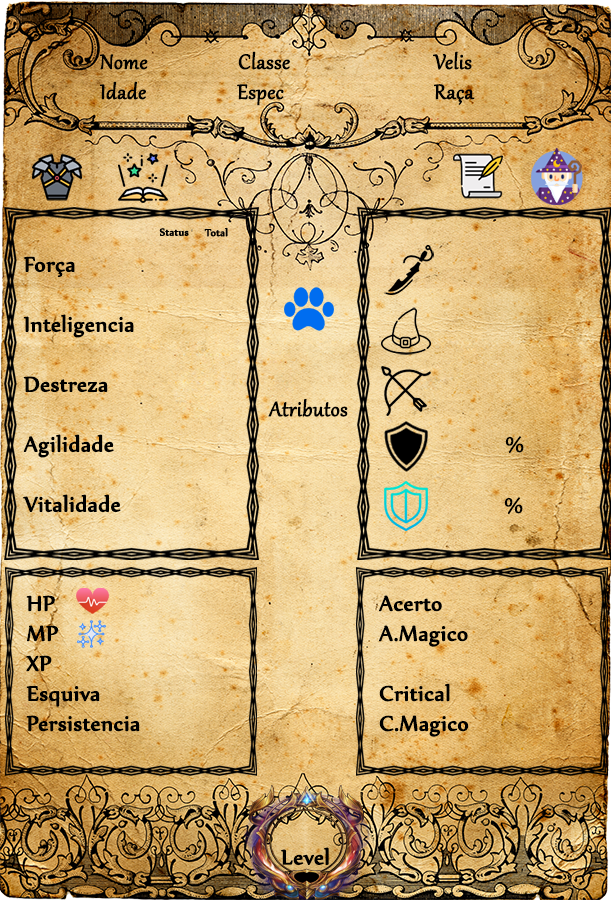 Nome Classe Velis
Idade Espec Raça
Status Total
Força
Inteligencia
Destreza
Atributos
Agilidade %
Vitalidade %
HP Acerto
MP A.Magico
XP
Esquiva Critical
Persistencia C.Magico
Level